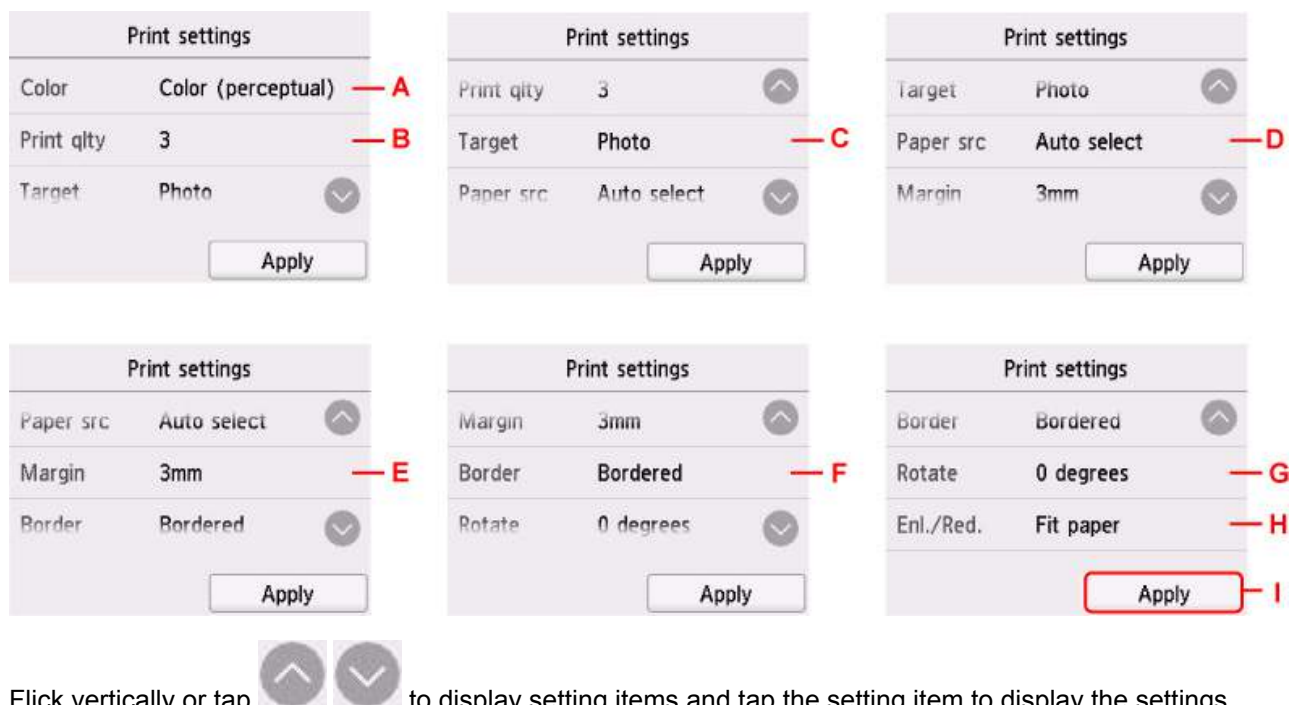 Print settings
Color Color (perceptual) A
Print qlty 3 B
Target Photo
Apply
Print settings
Print qlty 3
Target Photo C
Paper src Auto select
Apply
Print settings
Target Photo
Paper src Auto select D
Margin 3mm
Apply
Print settings
Paper src Auto select
Margin 3mm E
Border Bordered
Apply
Print settings
Margin 3mm
Border Bordered F
Rotate 0 degrees
Apply
Print settings
Border Bordered
Rotate 0 degrees G
Enl./Red. Fit paper H
Apply I
Flick vertically or tap to display setting items and tap the setting item to display the settings.